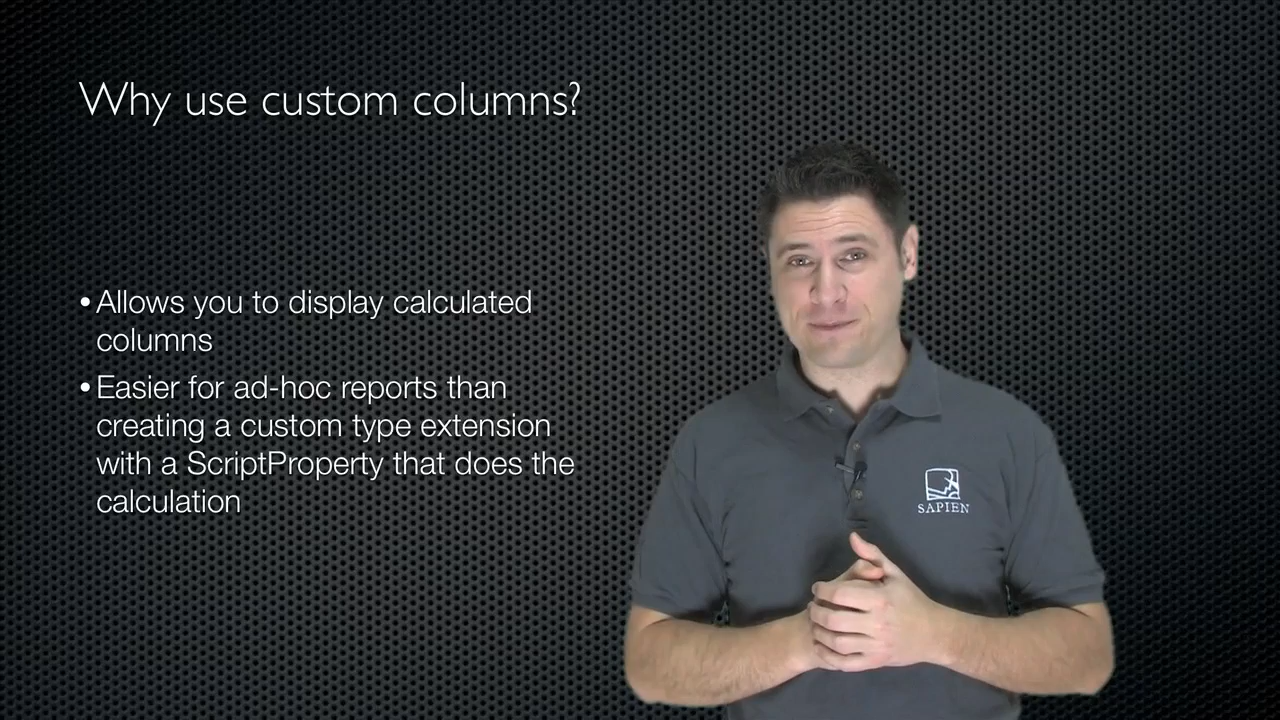 Why use custom columns?
• Allows you to display calculated
columns
• Easier for ad-hoc reports than
creating a custom type extension
with a ScriptProperty that does the
calculation
SAPIEN